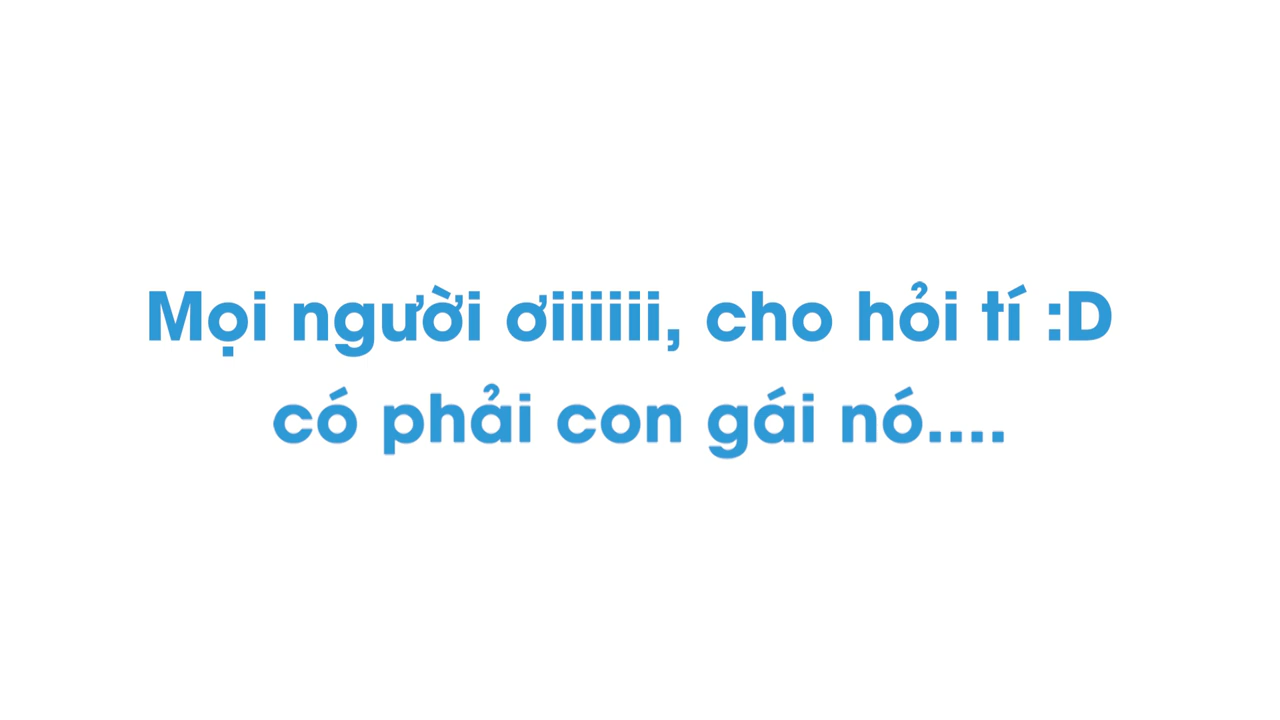 Mọi người ơiiiiii, cho hỏi tí :D
có phải con gái nó....